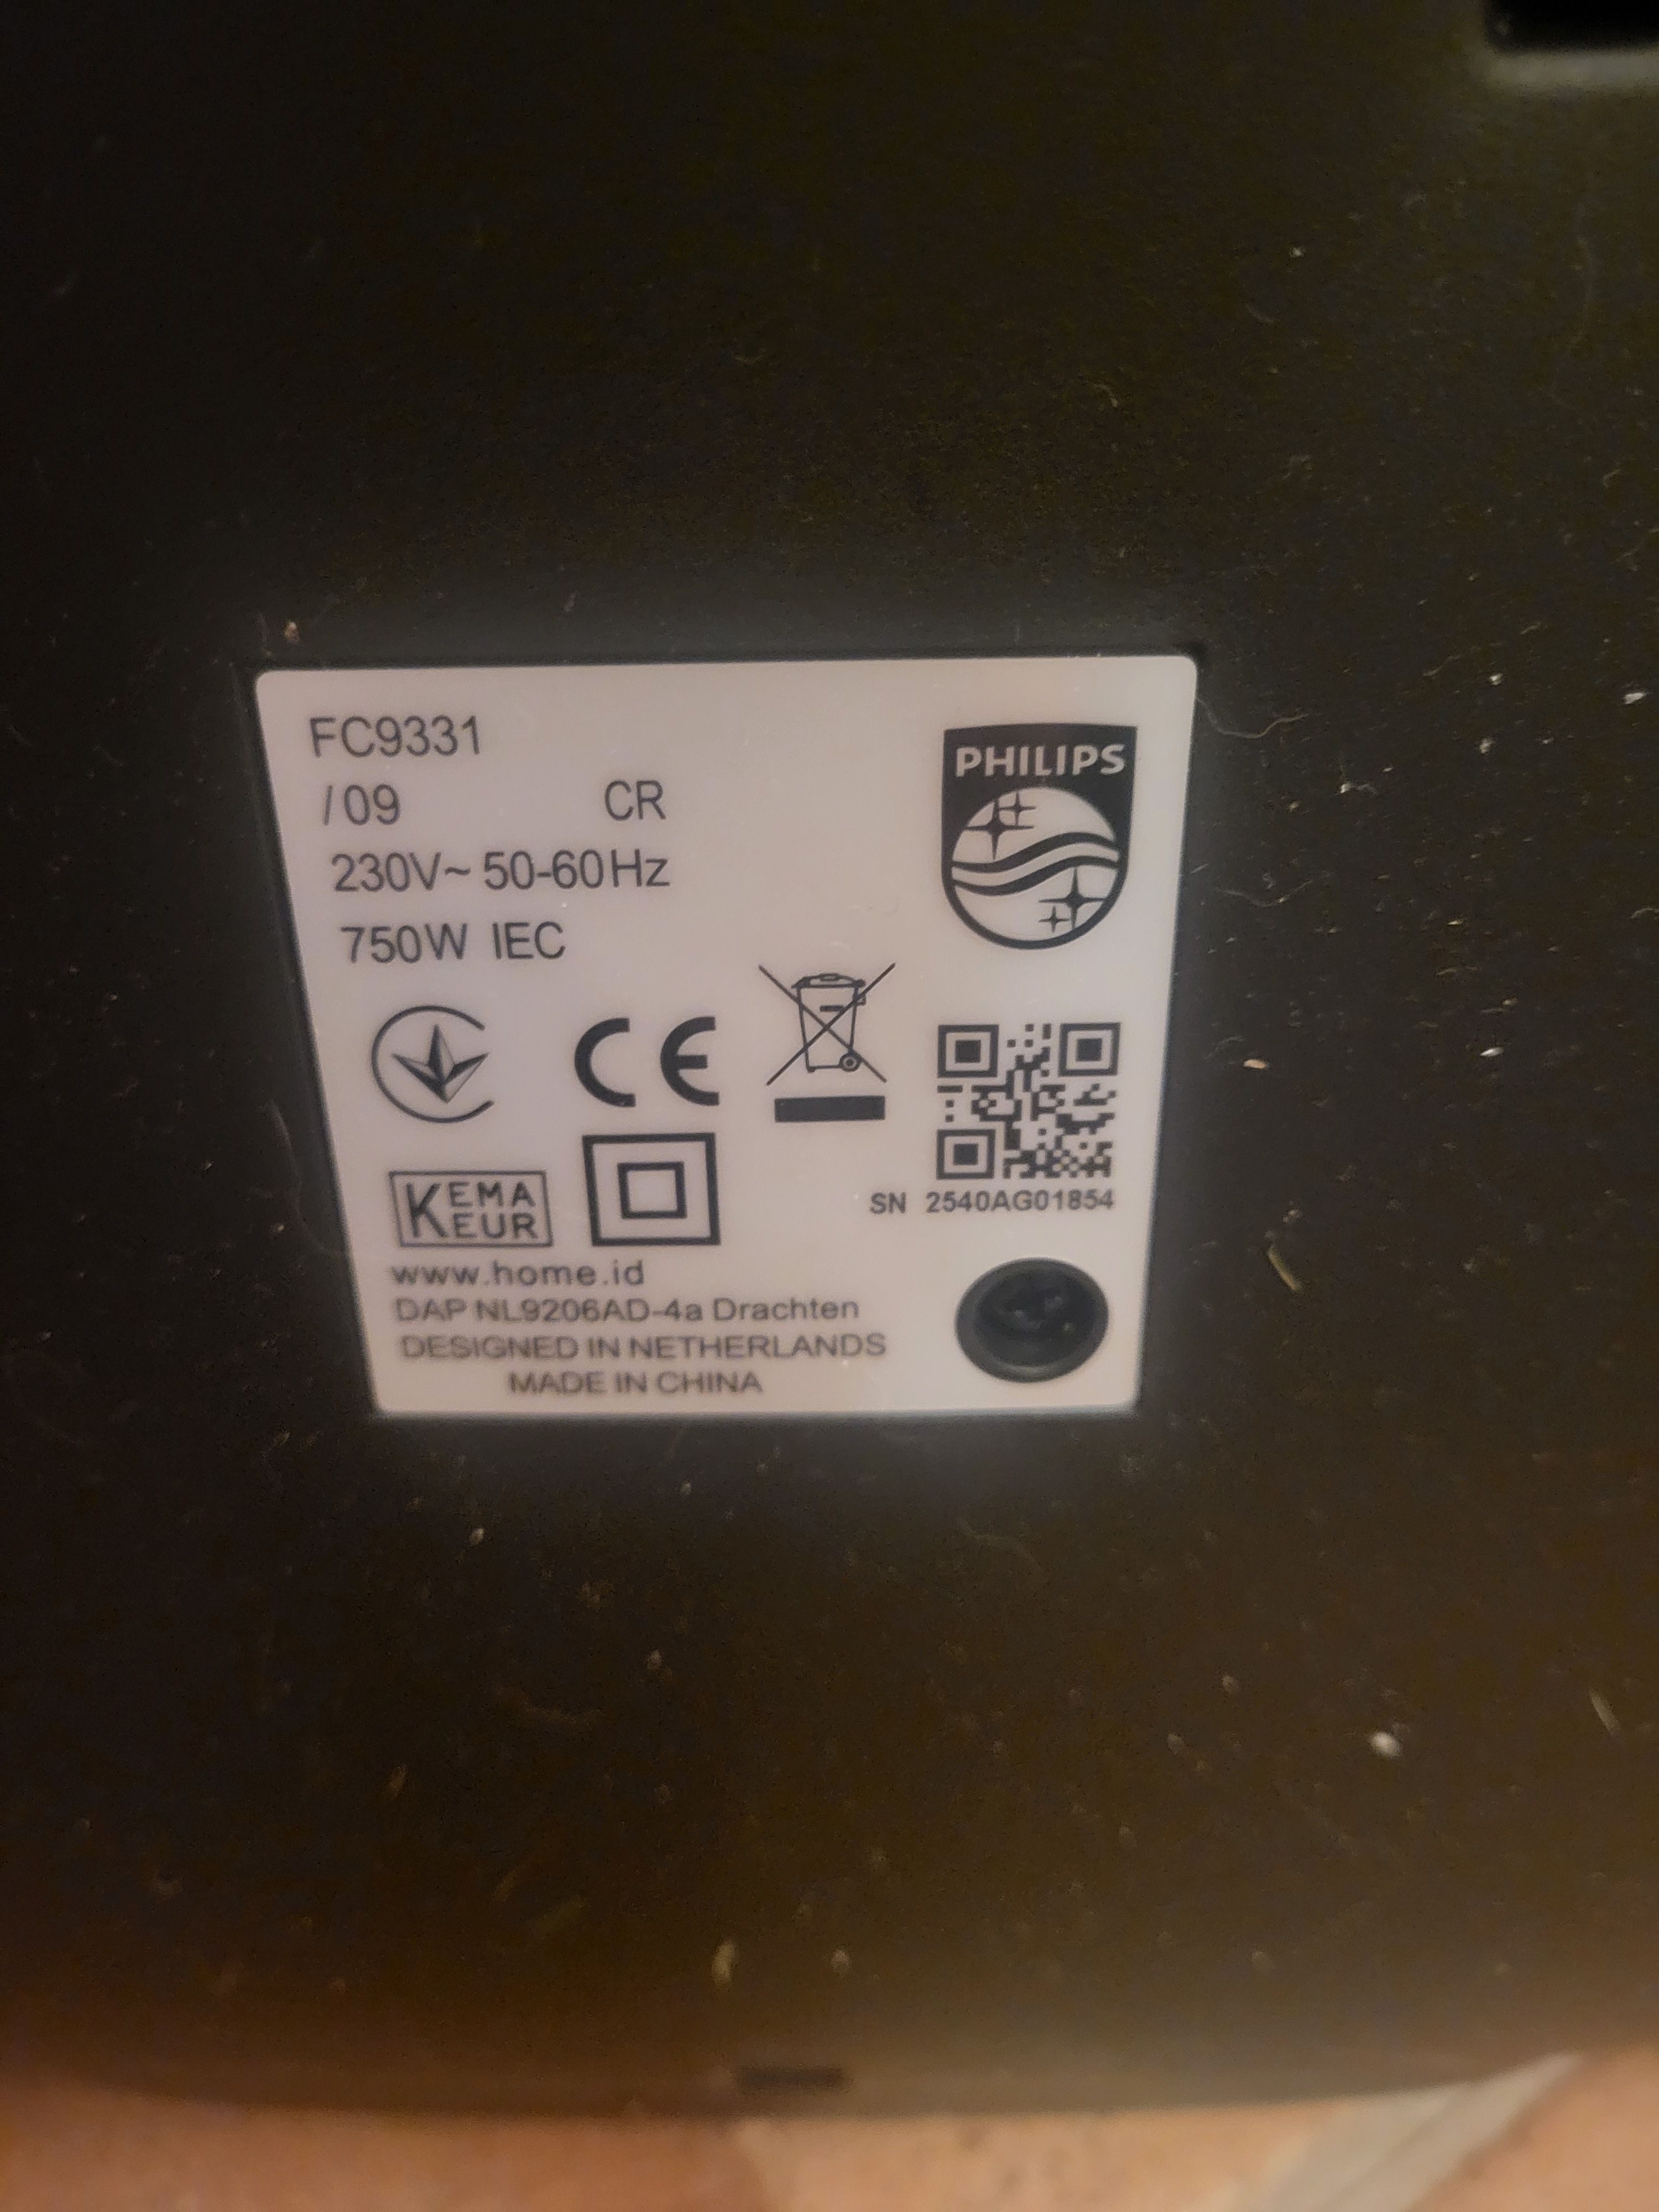 FC9331
/09 CR
230V~ 50-60Hz
750W IEC
PHILIPS
CE
KEMA
KEUR
SN 2540AG01854
www.home.id
DAP NL9206AD-4a Drachten
DESIGNED IN NETHERLANDS
MADE IN CHINA